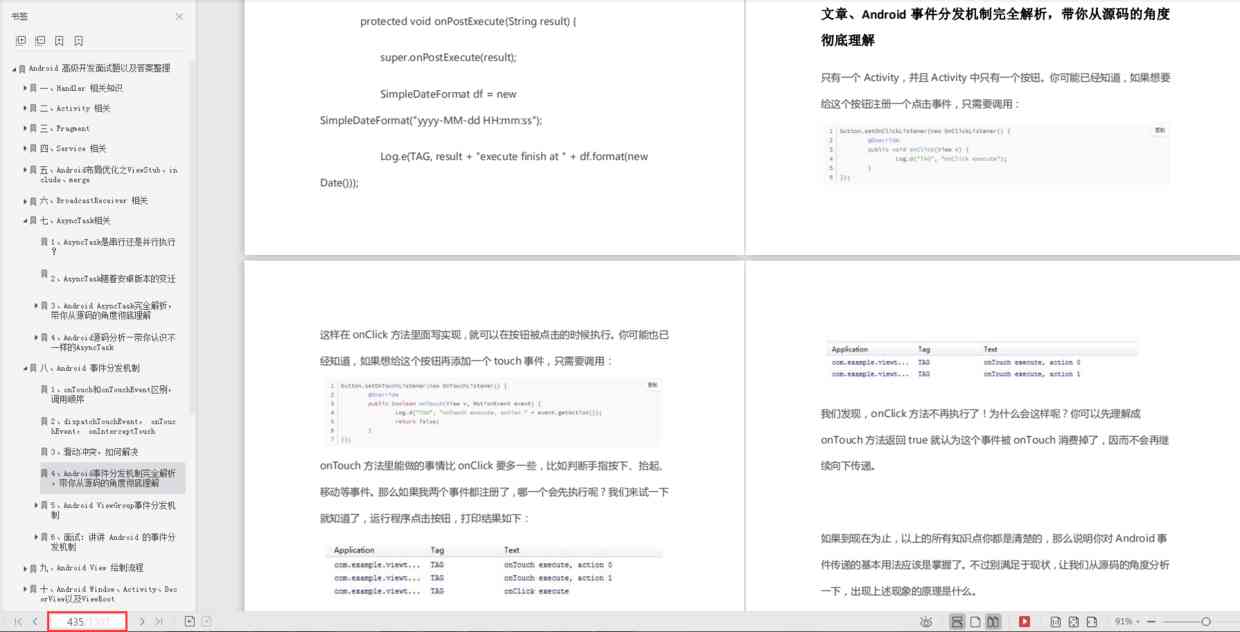 书签
Android 高级开发面试题以及答案整理
一、Handler 相关知识
二、Activity 相关
三、Fragment
四、Service 相关
五、Android布局优化之ViewStub、in
clude、merge
六、BroadcastReceiver 相关
七、AsyncTask相关
1、AsyncTask是串行还是并行执行
?
2、AsyncTask随着安卓版本的变迁
3、Android AsyncTask完全解析，
带你从源码的角度彻底理解
4、Android源码分析—带你认识不
一样的AsyncTask
八、Android 事件分发机制
1、onTouch和onTouchEvent区别，
调用顺序
2、dispatchTouchEvent， onTouc
hEvent， onInterceptTouch
3、滑动冲突，如何解决
4、Android事件分发机制完全解析
，带你从源码的角度彻底理解
5、Android ViewGroup事件分发机
制
6、面试：讲讲 Android 的事件分
发机制
九、Android View 绘制流程
十、Android Window、Activity、Dec
orView以及ViewRoot
protected void onPostExecute(String result) {
super.onPostExecute(result);
SimpleDateFormat df = new
SimpleDateFormat("yyyy-MM-dd HH:mm:ss");
Log.e(TAG, result + "execute finish at " + df.format(new
Date()));
文章、Android 事件分发机制完全解析，带你从源码的角度
彻底理解
只有一个 Activity，并且 Activity 中只有一个按钮。你可能已经知道，如果想要
给这个按钮注册一个点击事件，只需要调用：
1 button.setOnClickListener(new OnClickListener() {
2 @Override
3 public void onClick(View v) {
4 Log.d("TAG", "onClick execute");
5 }
6 });
这样在 onClick 方法里面写实现，就可以在按钮被点击的时候执行。你可能也已
经知道，如果想给这个按钮再添加一个 touch 事件，只需要调用：
1 button.setOnTouchListener(new OnTouchListener() {
2 @Override
3 public boolean onTouch(View v, MotionEvent event) {
4 Log.d("TAG", "onTouch execute, action " + event.getAction());
5 return false;
6 }
7 });
onTouch 方法里能做的事情比 onClick 要多一些，比如判断手指按下、抬起、
移动等事件。那么如果我两个事件都注册了，哪一个会先执行呢？我们来试一下
就知道了，运行程序点击按钮，打印结果如下：
Application Tag Text
com.example.viewt... TAG onTouch execute, action 0
com.example.viewt... TAG onTouch execute, action 1
com.example.viewt... TAG onClick execute
Application Tag Text
com.example.viewt... TAG onTouch execute, action 0
com.example.viewt... TAG onTouch execute, action 1
我们发现，onClick 方法不再执行了！为什么会这样呢？你可以先理解成
onTouch 方法返回 true 就认为这个事件被 onTouch 消费掉了，因而不会再继
续向下传递。
如果到现在为止，以上的所有知识点你都是清楚的，那么说明你对 Android 事
件传递的基本用法应该是掌握了。不过别满足于现状，让我们从源码的角度分析
一下，出现上述现象的原理是什么。
435
91%